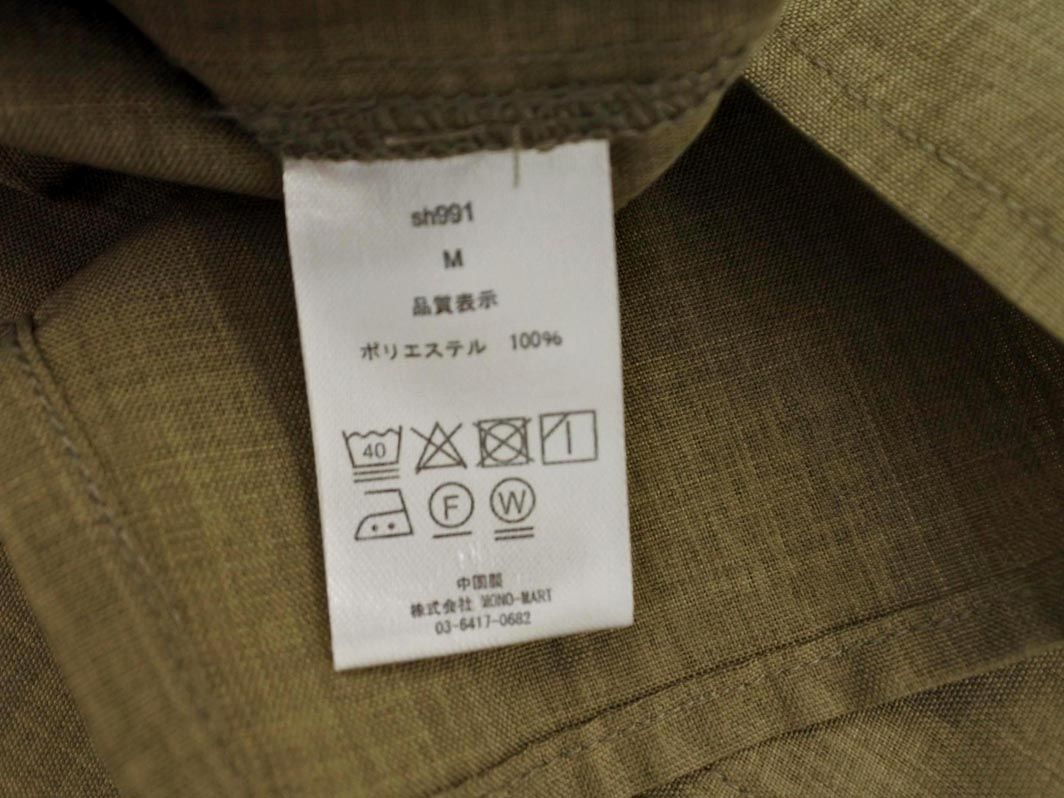 sh991
M
品質表示
ポリエステル 100%
40
F W
中国製
株式会社 MONO-MART
03-6417-0682